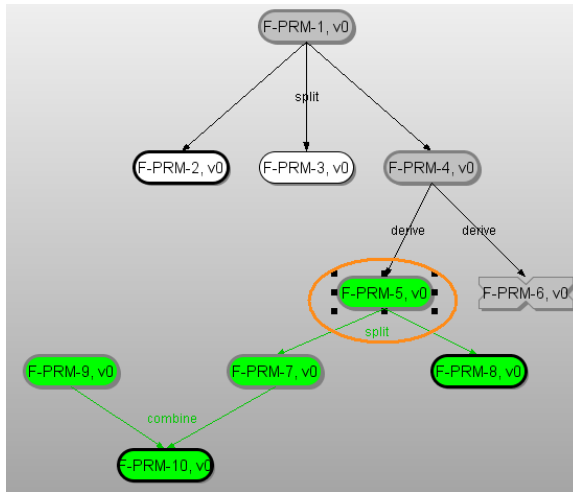 F-PRM-1, v0
split
F-PRM-2, v0
F-PRM-3, v0
F-PRM-4, v0
derive
derive
F-PRM-5, v0
F-PRM-6, v0
split
F-PRM-9, v0
F-PRM-7, v0
F-PRM-8, v0
combine
F-PRM-10, v0